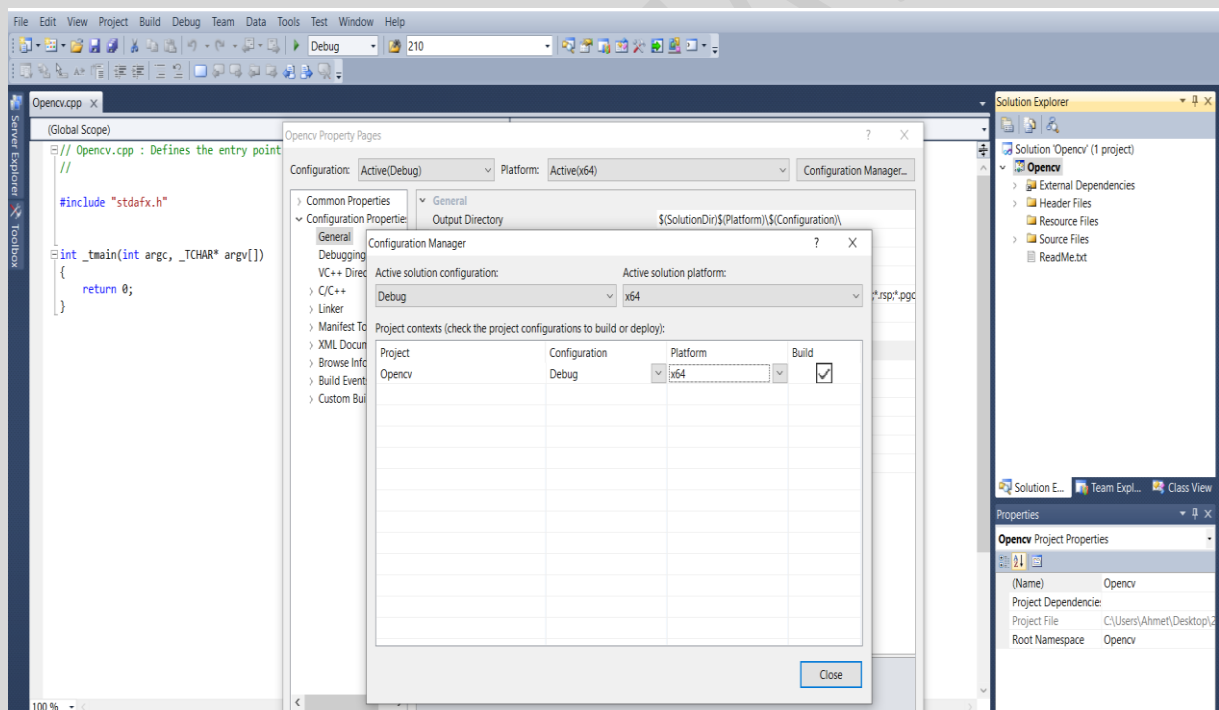 File Edit View Project Build Debug Team Data Tools Test Window Help
Debug 210
Server Explorer
Toolbox
Opencv.cpp X
(Global Scope)
// Opencv.cpp : Defines the entry point
//
#include "stdafx.h"
int _tmain(int argc, _TCHAR* argv[])
{
return 0;
}
100 %
Opencv Property Pages ? X
Configuration: Active(Debug) Platform: Active(x64) Configuration Manager...
Common Properties
Configuration Properties
General
Debugging
VC++ Direc
C/C++
Linker
Manifest To
XML Docum
Browse Info
Build Event
Custom Bui
General
Output Directory $(SolutionDir)$(Platform)\$(Configuration)\
;*.rsp;*.pgc
Configuration Manager ? X
Active solution configuration: Active solution platform:
Debug x64
Project contexts (check the project configurations to build or deploy):
Project Configuration Platform Build
Opencv Debug x64
Close
Solution Explorer
Solution 'Opencv' (1 project)
Opencv
External Dependencies
Header Files
Resource Files
Source Files
ReadMe.txt
Solution E... Team Expl... Class View
Properties
Opencv Project Properties
(Name) Opencv
Project Dependencies
Project File C:\Users\Ahmet\Desktop\2
Root Namespace Opencv